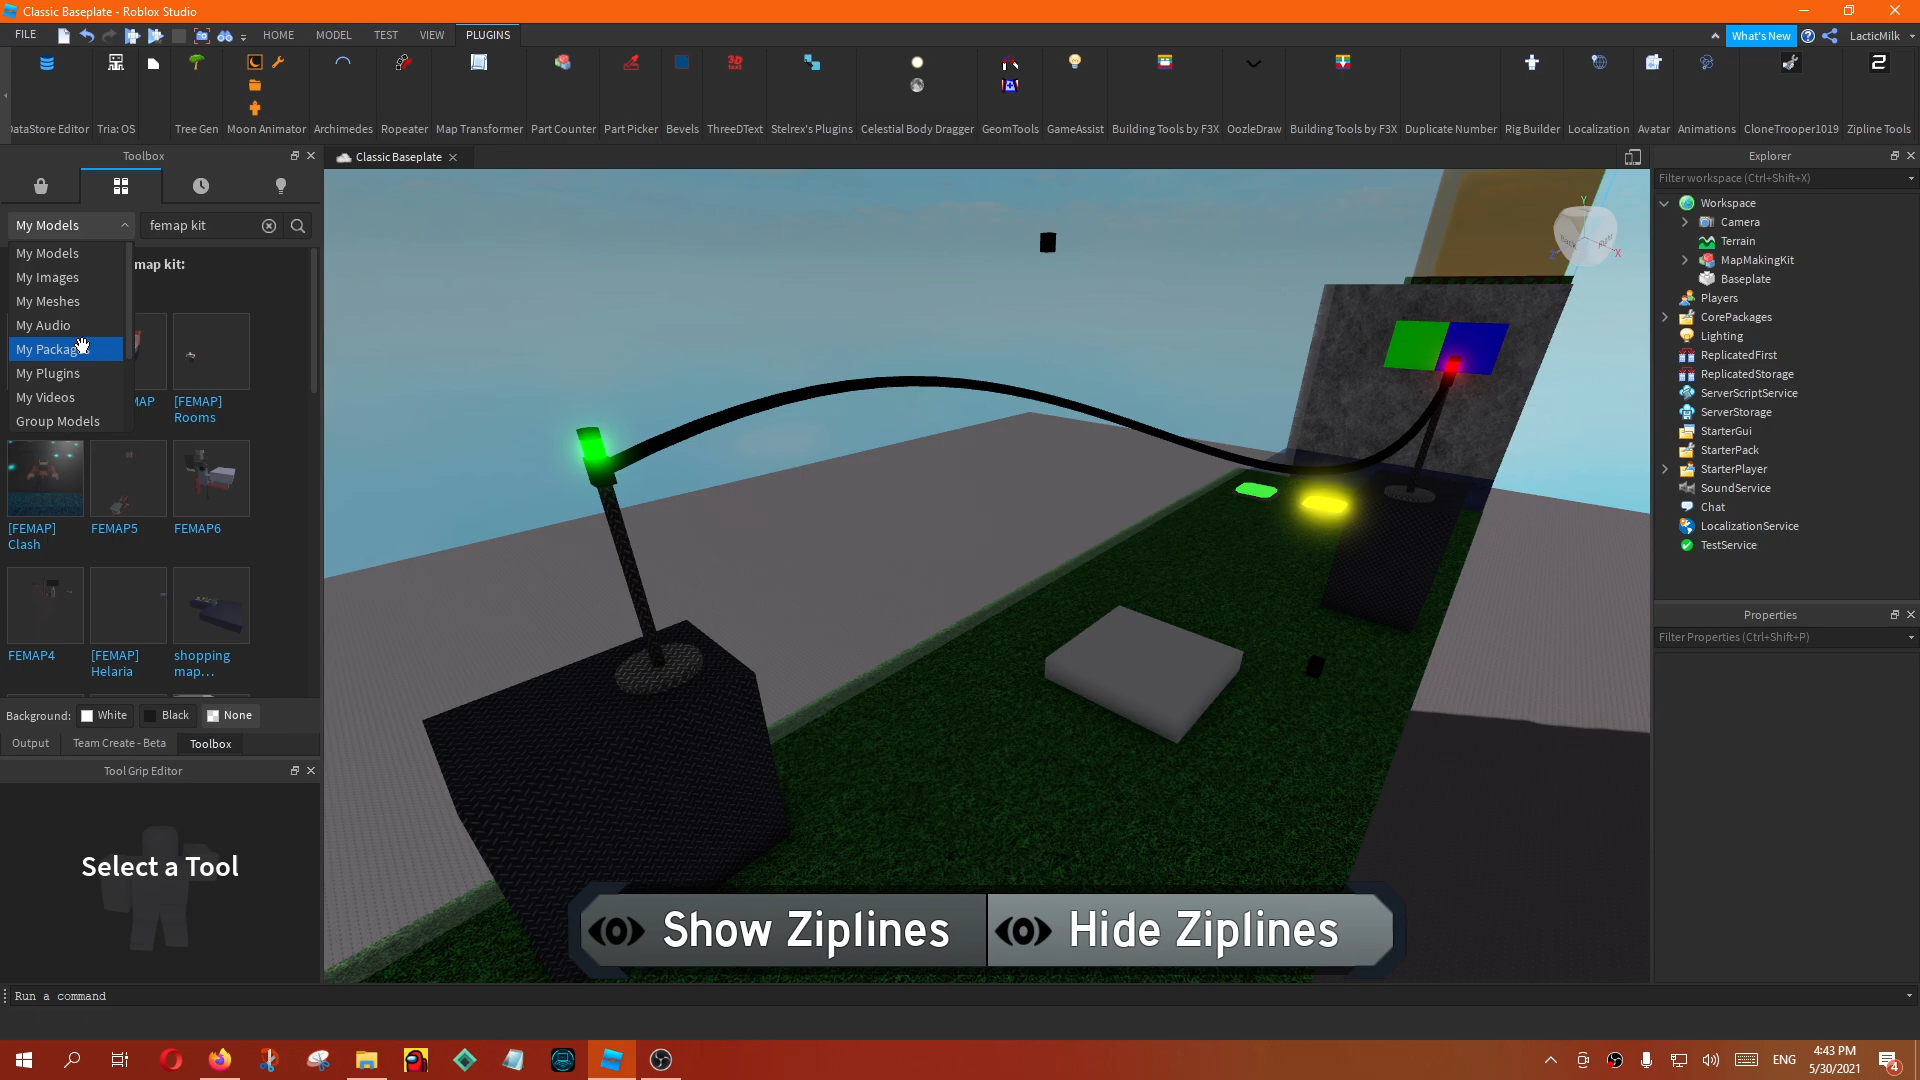 Classic Baseplate - Roblox Studio
FILE
HOME
MODEL
TEST
VIEW
PLUGINS
What's New
LacticMilk
DataStore Editor
Tria: OS
Tree Gen
Moon Animator
Archimedes
Ropeater
Map Transformer
Part Counter
Part Picker
Bevels
3D text
ThreeDText
Stelrex's Plugins
Celestial Body Dragger
GeomTools
GameAssist
Building Tools by F3X
OozleDraw
Building Tools by F3X
Duplicate Number
Rig Builder
Localization
Avatar
Animations
CloneTrooper1019
Zipline Tools
Toolbox
Classic Baseplate
Explorer
My Models
femap kit
My Models
map kit:
My Images
My Meshes
My Audio
My Packages
My Plugins
My Videos
Group Models
MAP
[FEMAP]
Rooms
[FEMAP]
Clash
FEMAP5
FEMAP6
FEMAP4
[FEMAP]
Helaria
shopping
map...
Background:
White
Black
None
Output
Team Create - Beta
Toolbox
Tool Grip Editor
Select a Tool
Y
Z
X
Back
Show Ziplines
Hide Ziplines
Filter workspace (Ctrl+Shift+X)
Workspace
Camera
Terrain
MapMakingKit
Baseplate
Players
CorePackages
Lighting
ReplicatedFirst
ReplicatedStorage
ServerScriptService
ServerStorage
StarterGui
StarterPack
StarterPlayer
SoundService
Chat
LocalizationService
TestService
Properties
Filter Properties (Ctrl+Shift+P)
Run a command
ENG
4:43 PM
5/30/2021
4